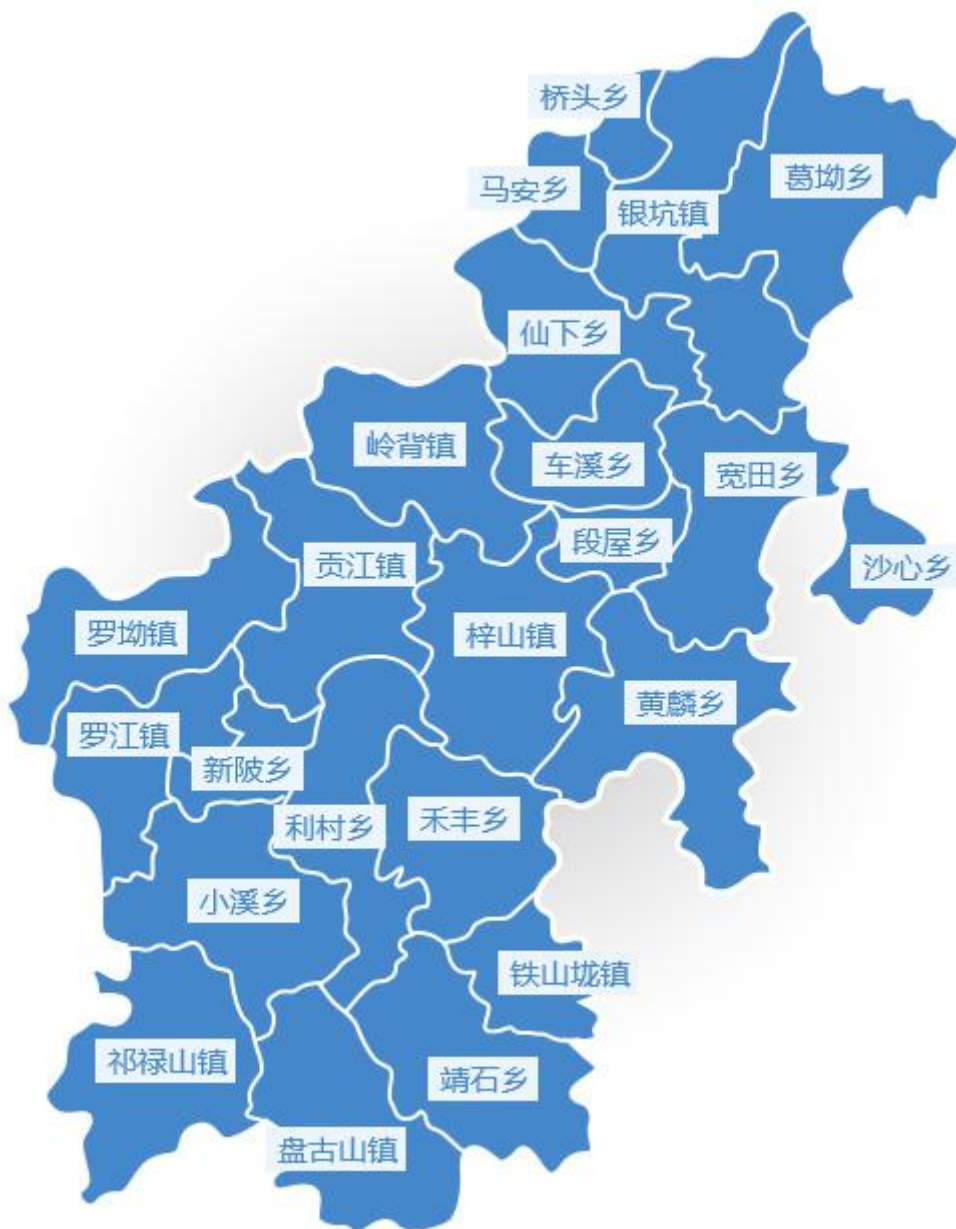 桥头乡
葛坳乡
马安乡
银坑镇
仙下乡
岭背镇
车溪乡
宽田乡
段屋乡
贡江镇
沙心乡
罗坳镇
梓山镇
黄麟乡
罗江镇
新陂乡
利村乡
禾丰乡
小溪乡
铁山垅镇
祁禄山镇
靖石乡
盘古山镇